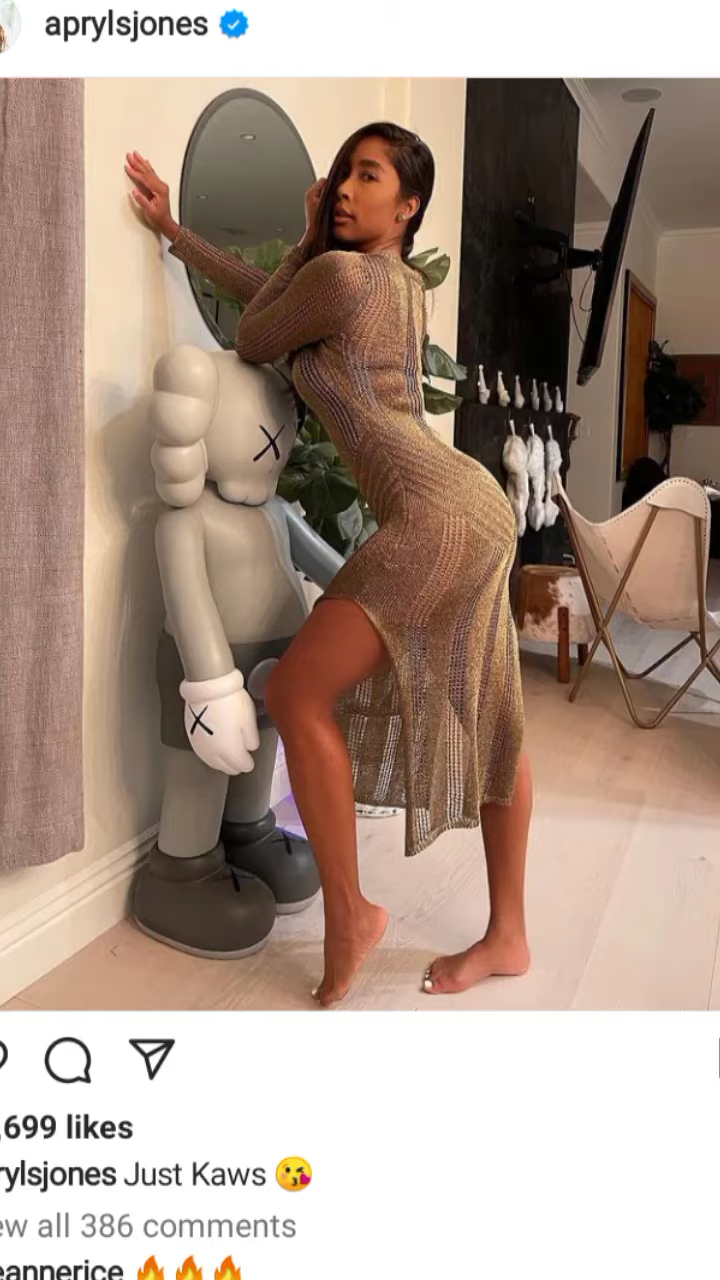 aprylsjones
,699 likes
rylsjones Just Kaws 😘
ew all 386 comments
eannerice 🔥🔥🔥